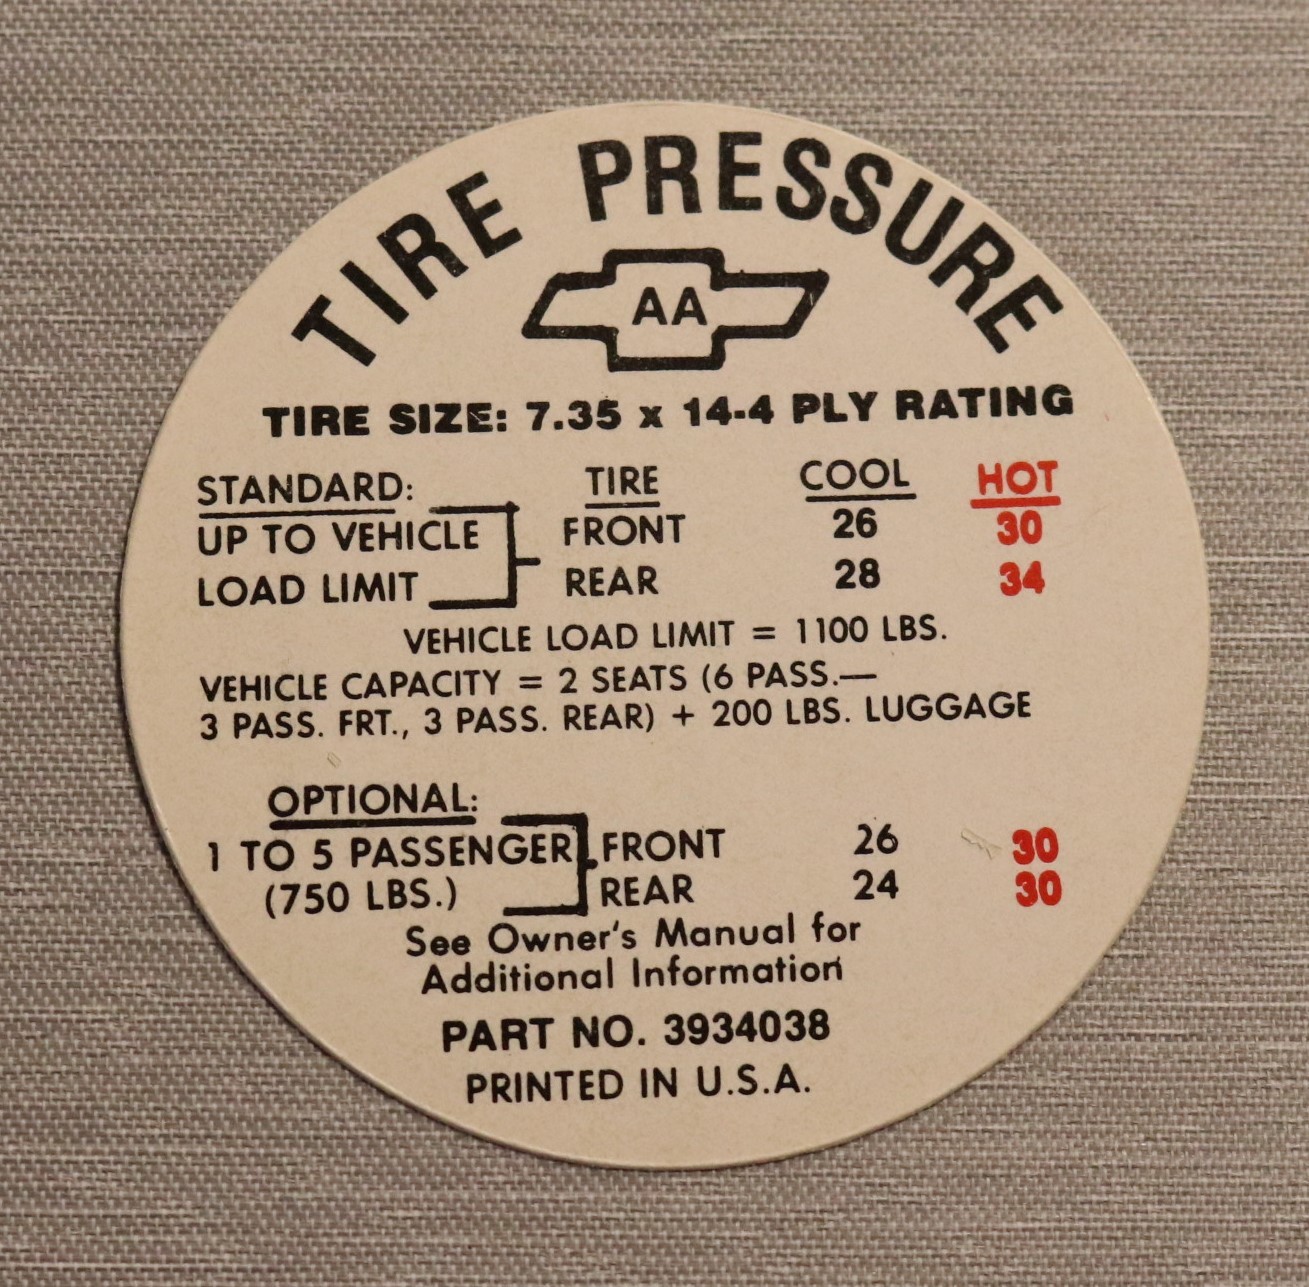 TIRE PRESSURE
AA
TIRE SIZE: 7.35 x 14-4 PLY RATING
STANDARD: TIRE COOL HOT
UP TO VEHICLE FRONT 26 30
LOAD LIMIT REAR 28 34
VEHICLE LOAD LIMIT = 1100 LBS.
VEHICLE CAPACITY = 2 SEATS (6 PASS.—
3 PASS. FRT., 3 PASS. REAR) + 200 LBS. LUGGAGE
OPTIONAL:
1 TO 5 PASSENGER FRONT 26 30
(750 LBS.) REAR 24 30
See Owner's Manual for
Additional Information
PART NO. 3934038
PRINTED IN U.S.A.